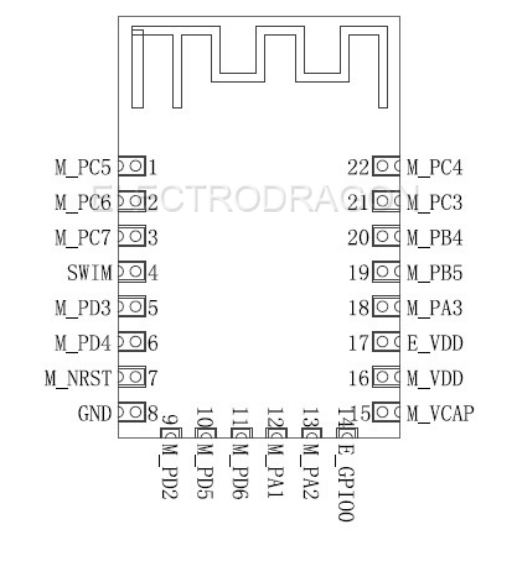 M_PC5 1 22 M_PC4
M_PC6 2 21 M_PC3
ELECTRODRAGON
M_PC7 3 20 M_PB4
SWIM 4 19 M_PB5
M_PD3 5 18 M_PA3
M_PD4 6 17 E_VDD
M_NRST 7 16 M_VDD
GND 8 15 M_VCAP
9 M_PD2
10 M_PD5
11 M_PD6
12 M_PA1
13 M_PA2
14 E_GPIO0